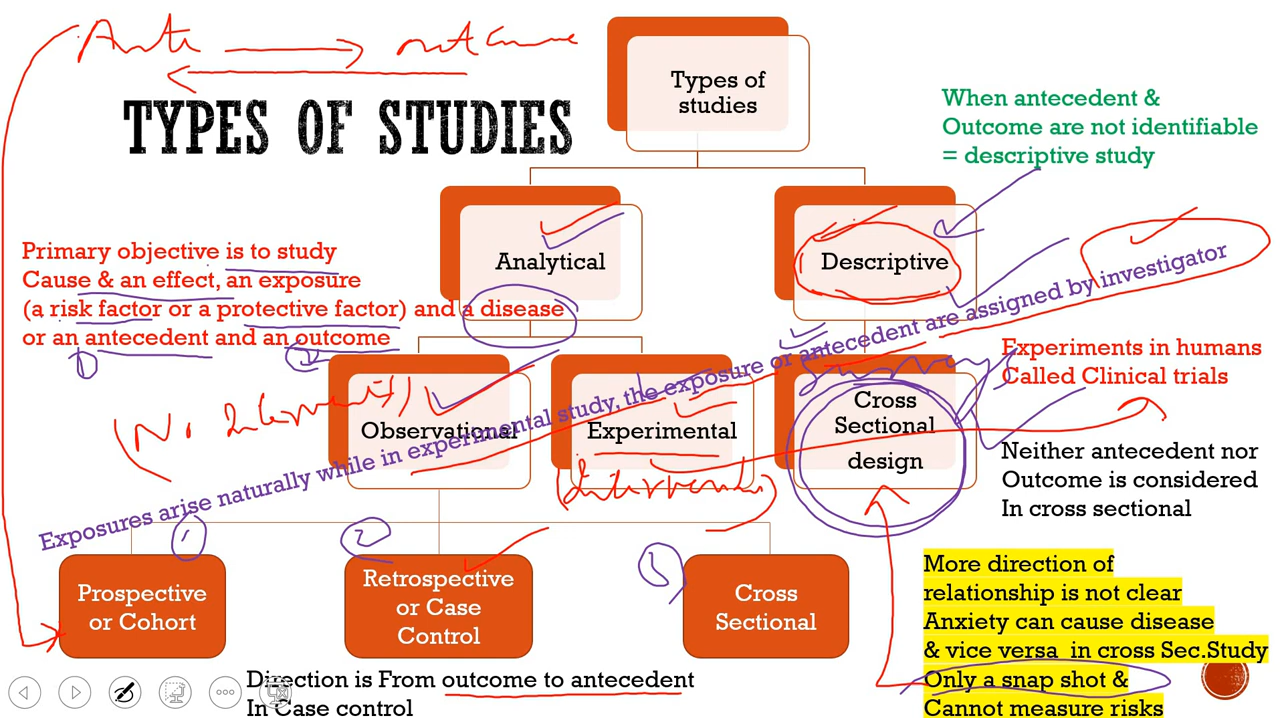 Ante outcome
TYPES OF STUDIES
Types of
studies
When antecedent &
Outcome are not identifiable
= descriptive study
Analytical
Descriptive
Primary objective is to study
Cause & an effect, an exposure
(a risk factor or a protective factor) and a disease
or an antecedent and an outcome
1
2
Exposures arise naturally while in experimental study, the exposure or antecedent are assigned by investigator
Experiments in humans
Called Clinical trials
Observational
Experimental
Cross
Sectional
design
Neither antecedent nor
Outcome is considered
In cross sectional
1
2
3
Prospective
or Cohort
Retrospective
or Case
Control
Cross
Sectional
More direction of
relationship is not clear
Anxiety can cause disease
& vice versa in cross Sec.Study
Only a snap shot &
Cannot measure risks
Direction is From outcome to antecedent
In Case control